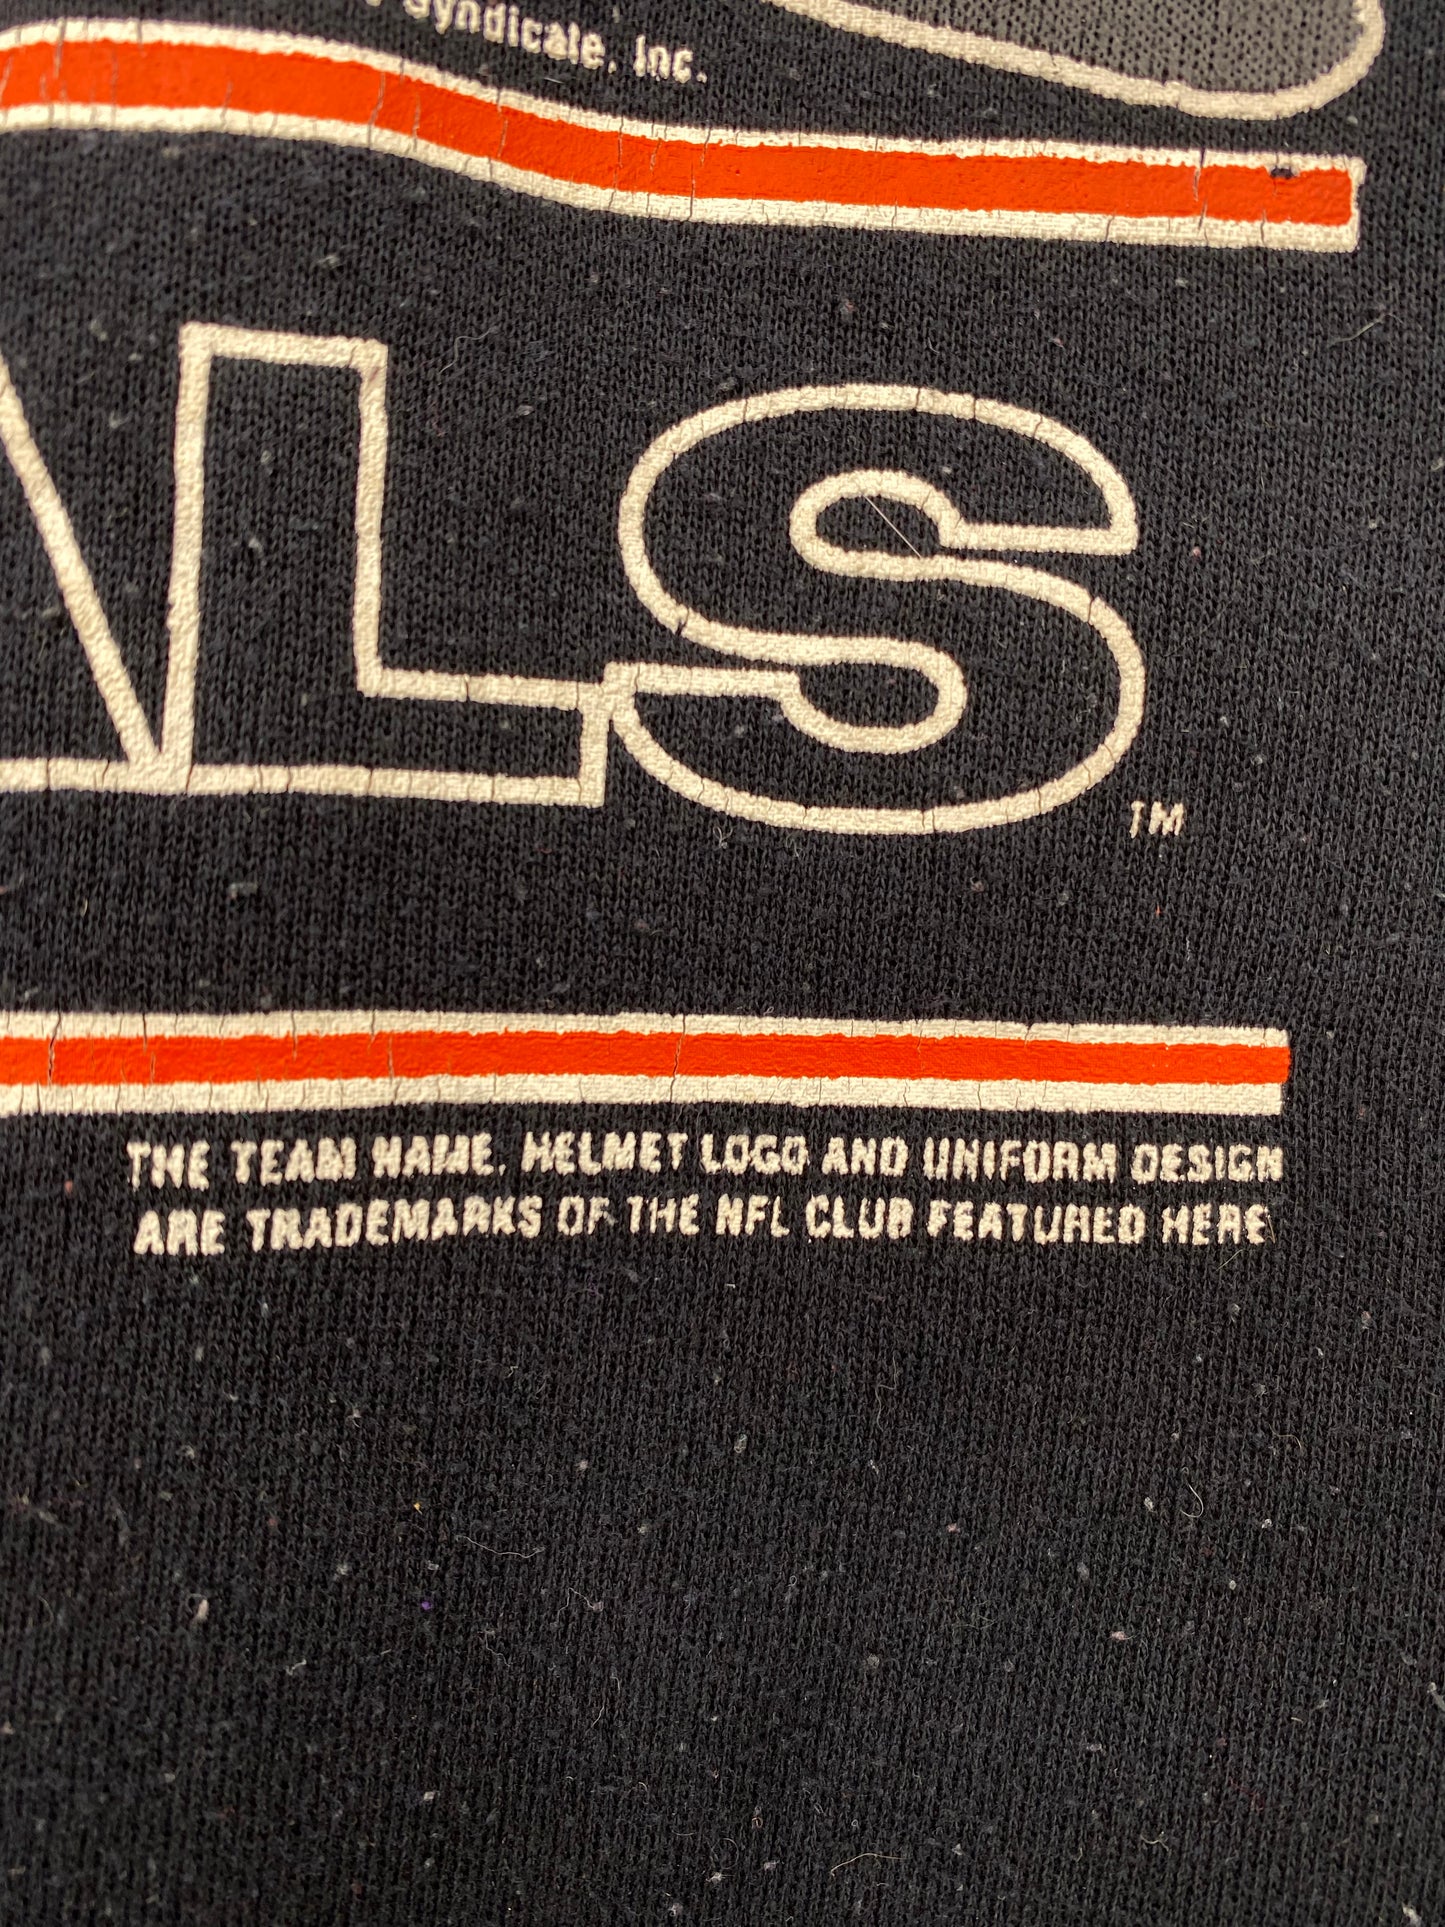 Syndicate, Inc.
ALS
TM
THE TEAM NAME, HELMET LOGO AND UNIFORM DESIGN
ARE TRADEMARKS OF THE NFL CLUB FEATURED HERE